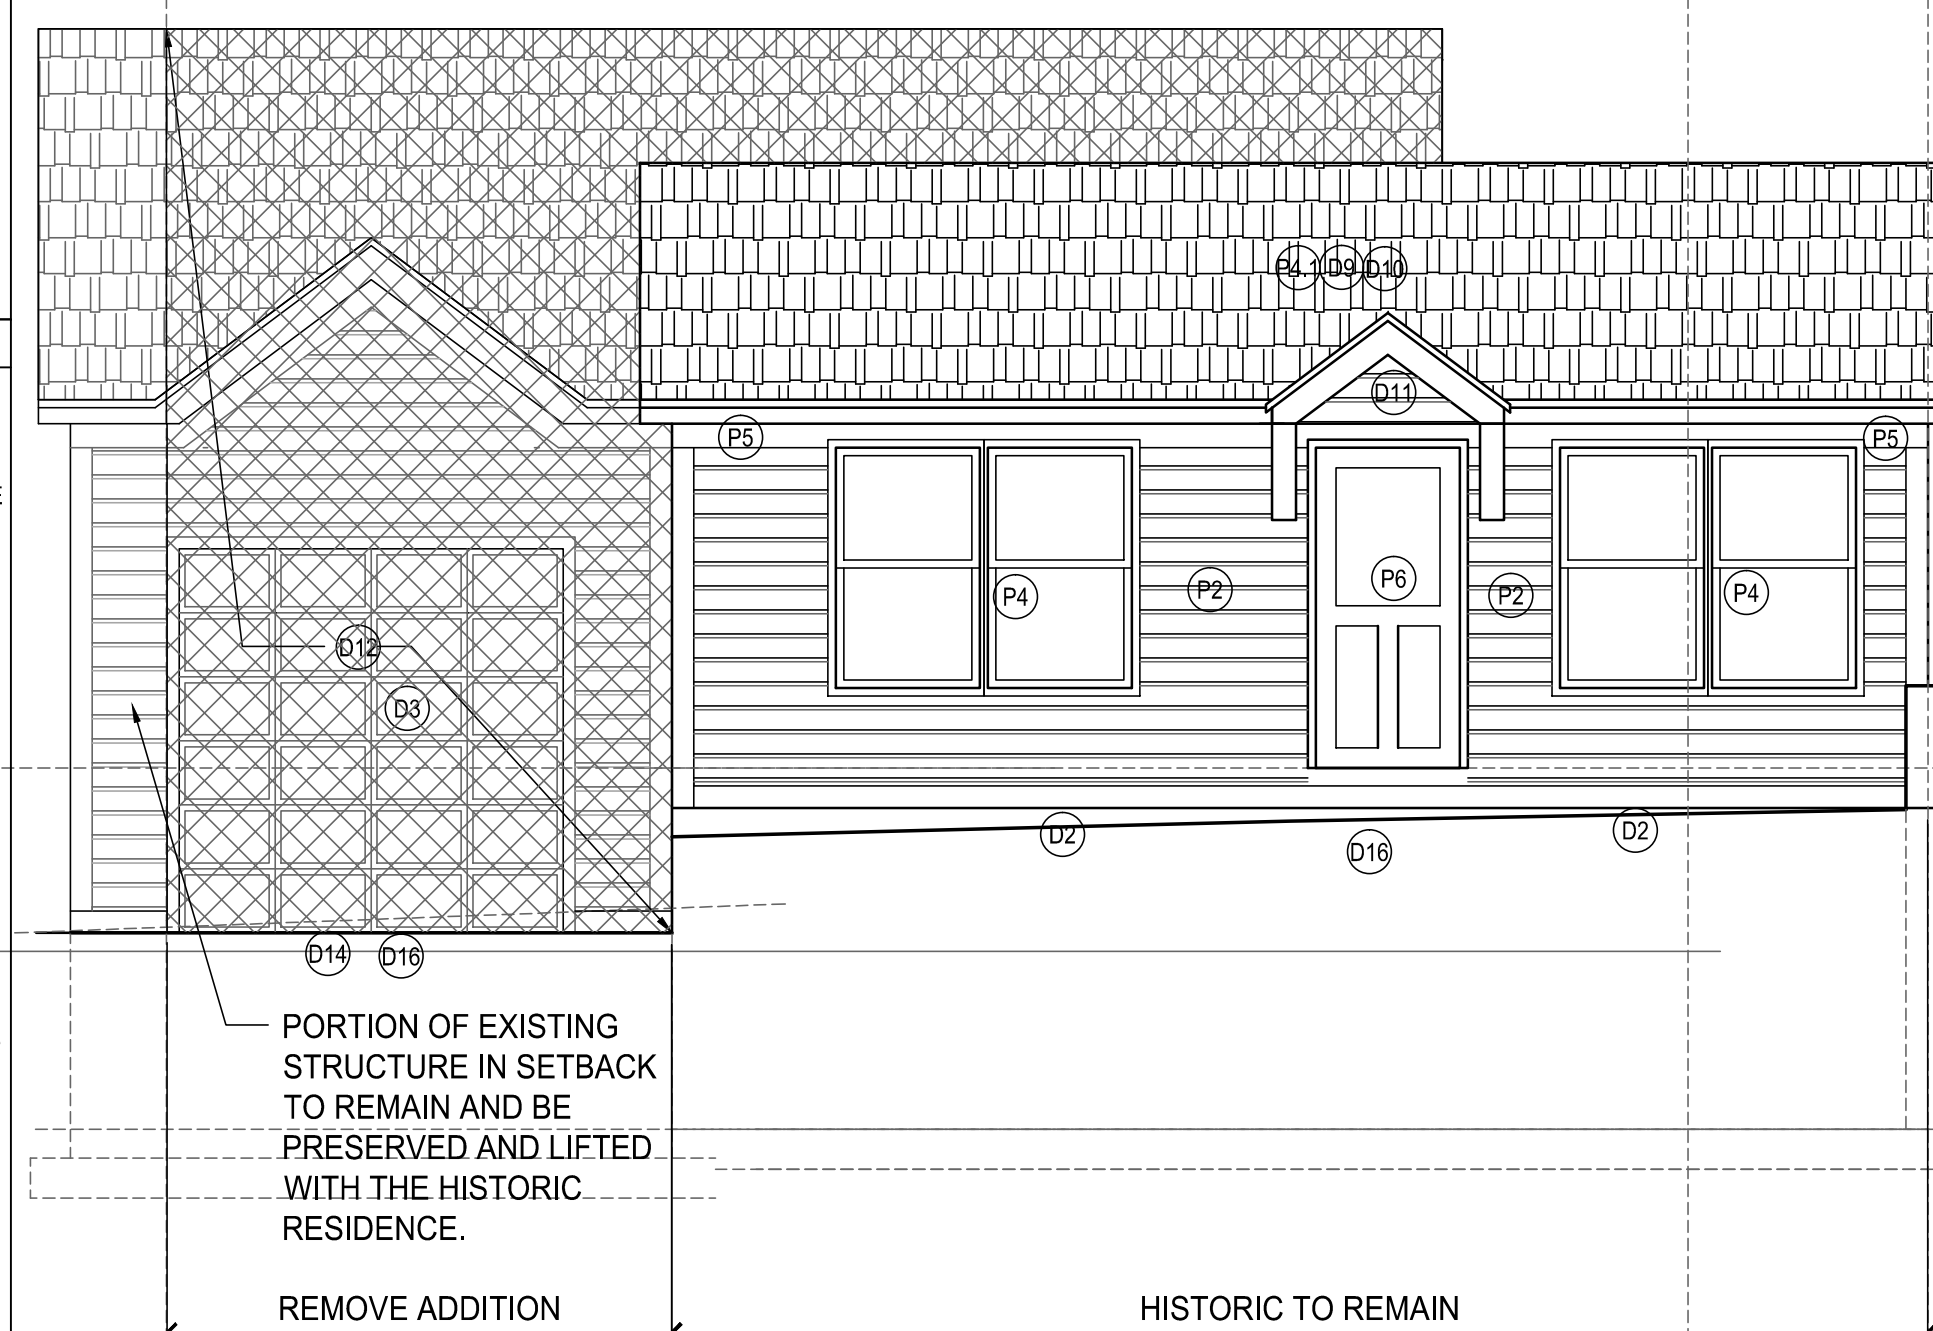 P4.1 D9 D10
D11
P5
P5
E
P4
P2
P6
P2
P4
D12
D3
D2
D16
D2
D14 D16
PORTION OF EXISTING
STRUCTURE IN SETBACK
TO REMAIN AND BE
PRESERVED AND LIFTED
WITH THE HISTORIC
RESIDENCE.
REMOVE ADDITION
HISTORIC TO REMAIN